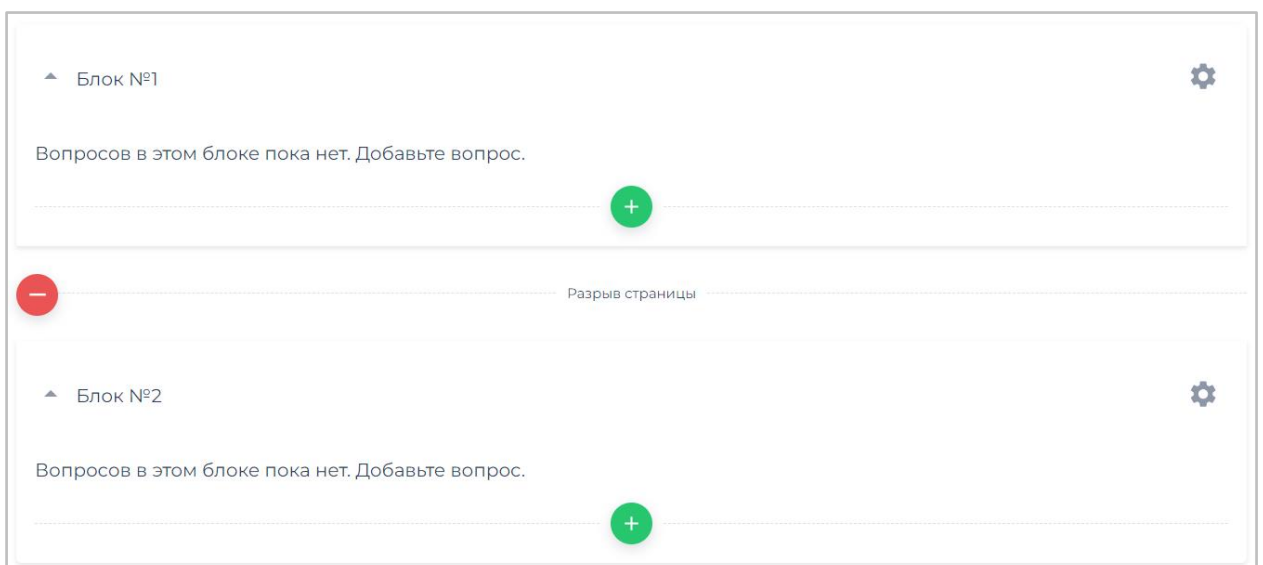 Блок №1
Вопросов в этом блоке пока нет. Добавьте вопрос.
Разрыв страницы
Блок №2
Вопросов в этом блоке пока нет. Добавьте вопрос.